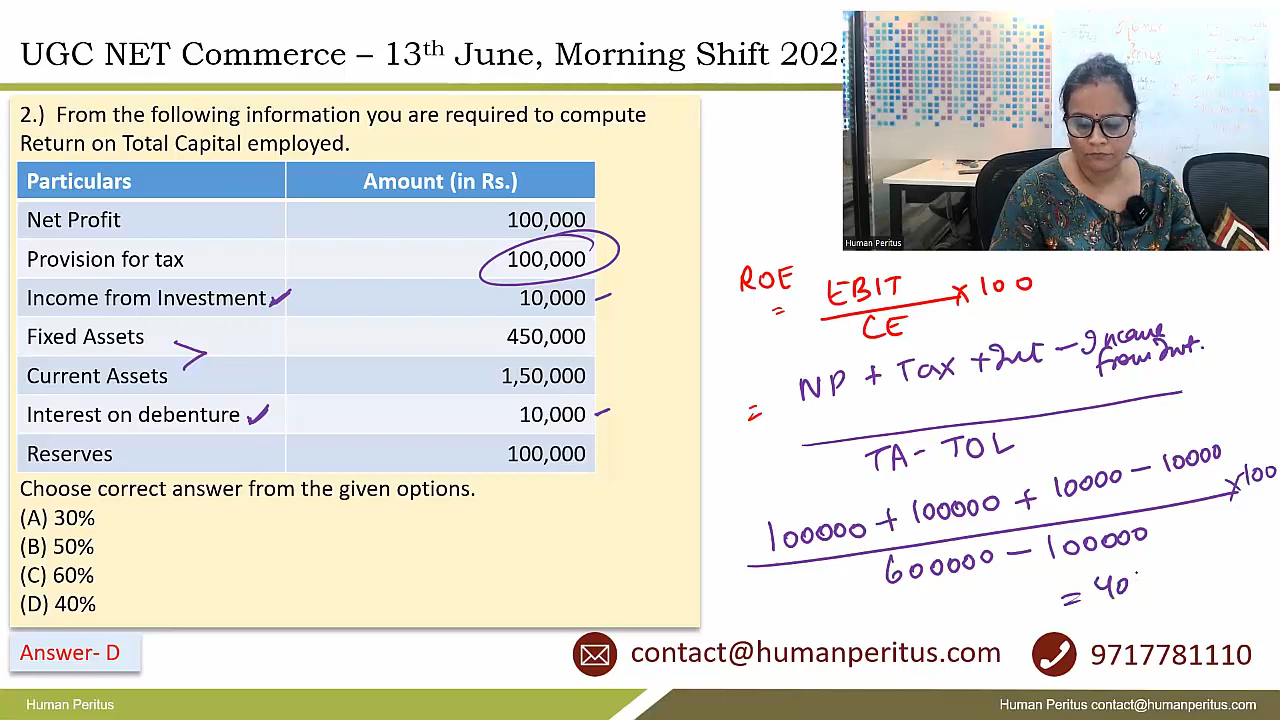 UGC NET Commerce – 13th June, Morning Shift 202
2.) From the following information you are required to compute
Return on Total Capital employed.
Particulars Amount (in Rs.)
Net Profit 100,000
Provision for tax 100,000
Income from Investment 10,000
Fixed Assets 450,000
Current Assets 1,50,000
Interest on debenture 10,000
Reserves 100,000
Choose correct answer from the given options.
(A) 30%
(B) 50%
(C) 60%
(D) 40%
Answer- D
Human Peritus
ROE
= EBIT × 100
CE
= NP + Tax + Int – Income
from Int.
TA – TOL
100000 + 100000 + 10000 – 10000 × 100
600000 – 100000
= 40
contact@humanperitus.com 9717781110
Human Peritus
Human Peritus contact@humanperitus.com